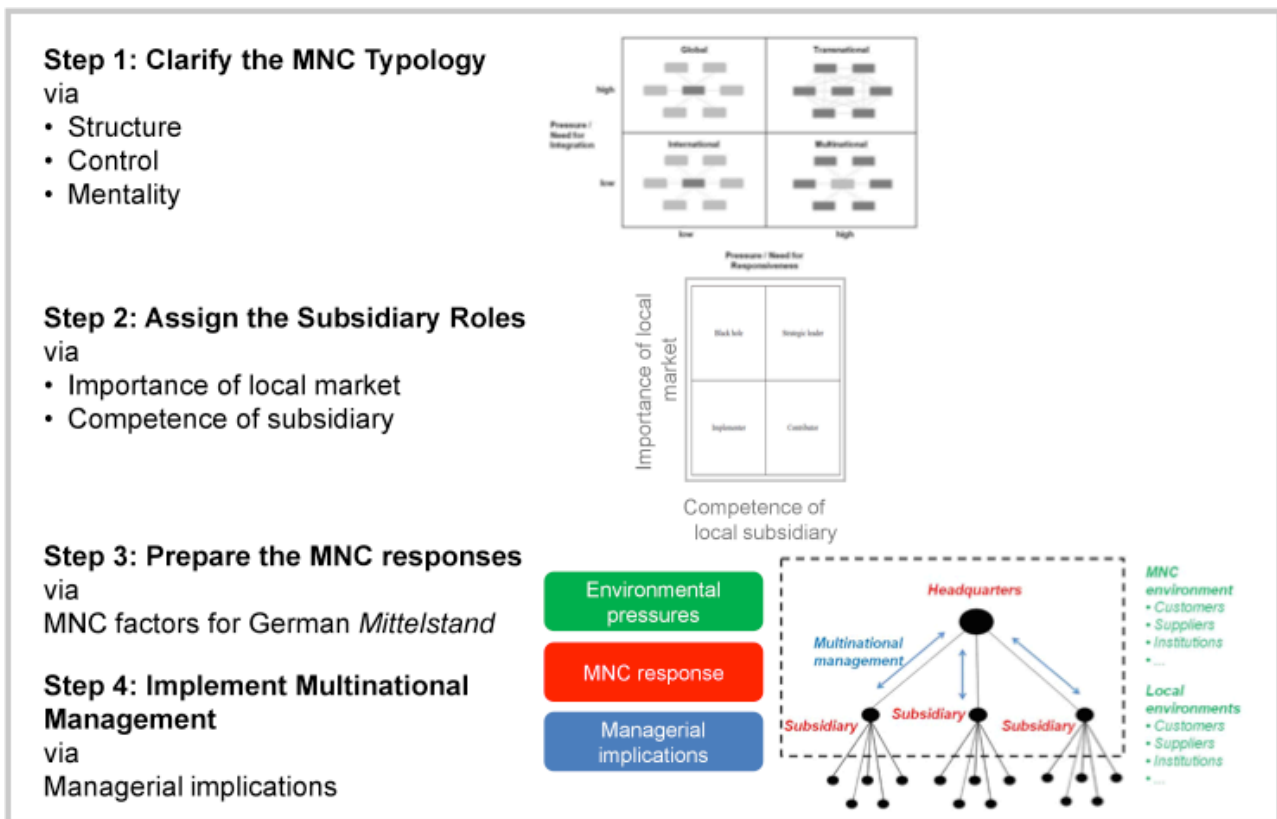 Step 1: Clarify the MNC Typology
via
• Structure
• Control
• Mentality
Global
Transnational
high
Pressure /
Need for
Integration
International
Multinational
low
low
high
Pressure / Need for
Responsiveness
Step 2: Assign the Subsidiary Roles
via
• Importance of local market
• Competence of subsidiary
Importance of local
market
Black hole
Strategic leader
Implementer
Contributor
Competence of
local subsidiary
Step 3: Prepare the MNC responses
via
MNC factors for German Mittelstand
Step 4: Implement Multinational
Management
via
Managerial implications
Environmental
pressures
MNC response
Managerial
implications
Headquarters
Multinational
management
Subsidiary
Subsidiary
Subsidiary
MNC
environment
• Customers
• Suppliers
• Institutions
• ...
Local
environments
• Customers
• Suppliers
• Institutions
• ...